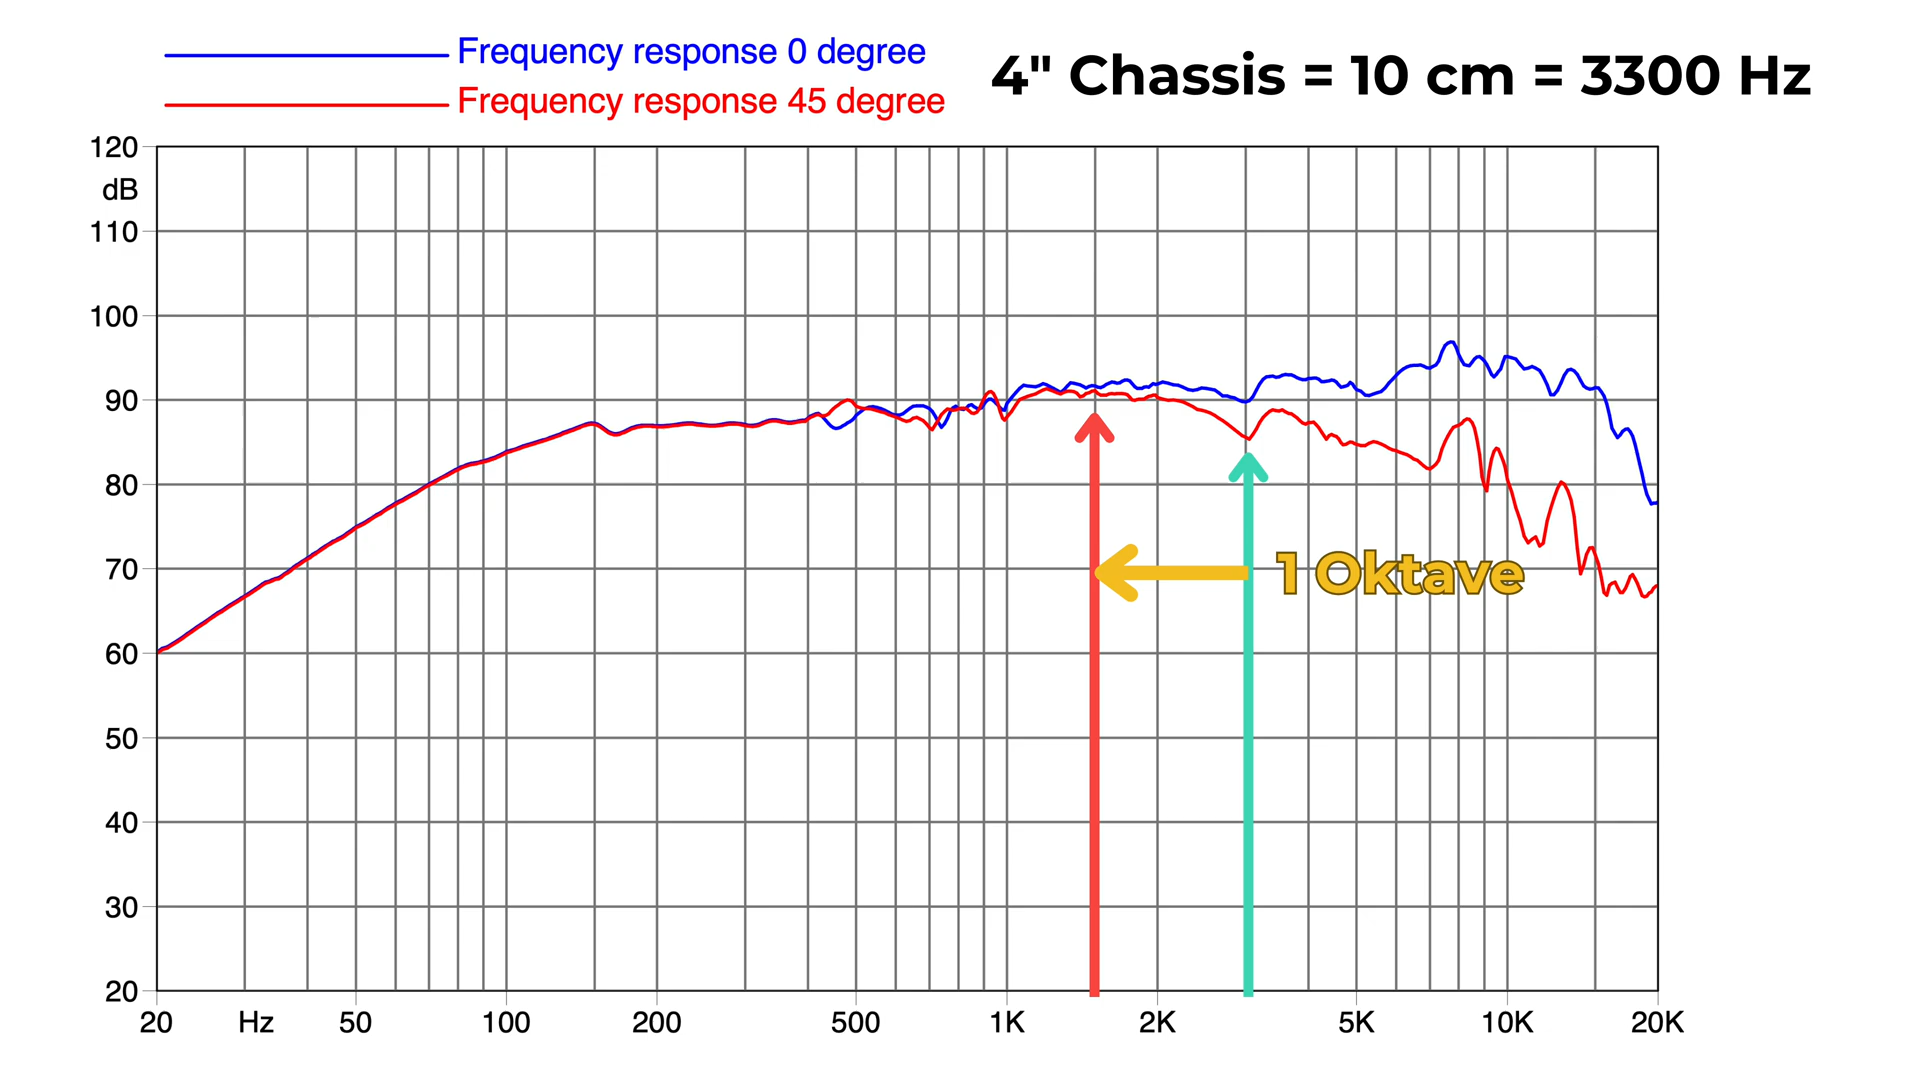 Frequency response 0 degree
Frequency response 45 degree
4" Chassis = 10 cm = 3300 Hz
120
dB
110
100
90
80
70
60
50
40
30
20
1 Oktave
20 Hz 50 100 200 500 1K 2K 5K 10K 20K